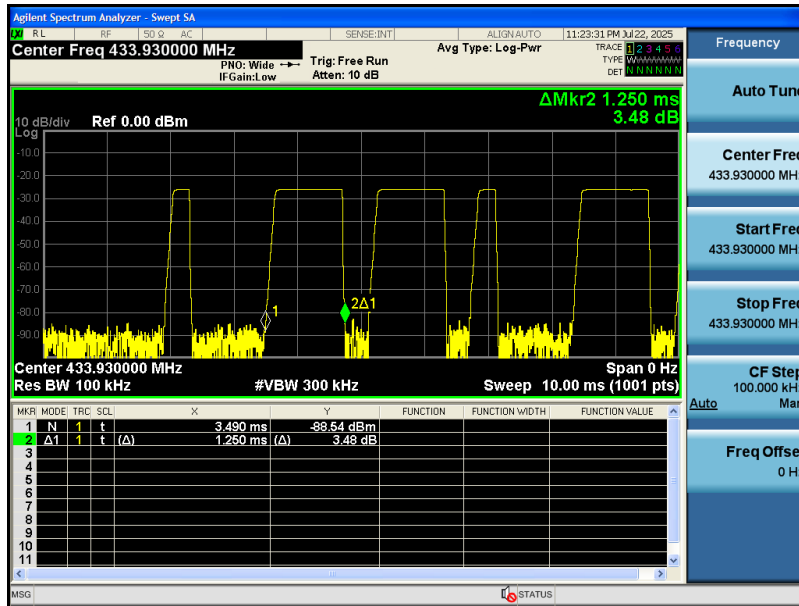 Agilent Spectrum Analyzer - Swept SA
LXI RL RF 50 Ω AC SENSE:INT ALIGN AUTO 11:23:31 PM Jul 22, 2025
Center Freq 433.930000 MHz
PNO: Wide
IFGain:Low
Trig: Free Run
Atten: 10 dB
Avg Type: Log-Pwr
TRACE 1 2 3 4 5 6
TYPE W
DET N N N N N N
ΔMkr2 1.250 ms
3.48 dB
10 dB/div Ref 0.00 dBm
Log
-10.0
-20.0
-30.0
-40.0
-50.0
-60.0
-70.0
-80.0
-90.0
1
2Δ1
Center 433.930000 MHz
Span 0 Hz
Res BW 100 kHz
#VBW 300 kHz
Sweep 10.00 ms (1001 pts)
MKR MODE TRC SCL X Y FUNCTION FUNCTION WIDTH FUNCTION VALUE
1 N 1 t 3.490 ms -88.54 dBm
2 Δ1 1 t (Δ) 1.250 ms (Δ) 3.48 dB
3
4
5
6
7
8
9
10
11
MSG
STATUS
Frequency
Auto Tune
Center Freq
433.930000 MHz
Start Freq
433.930000 MHz
Stop Freq
433.930000 MHz
CF Step
100.000 kH
Auto Man
Freq Offse
0 H